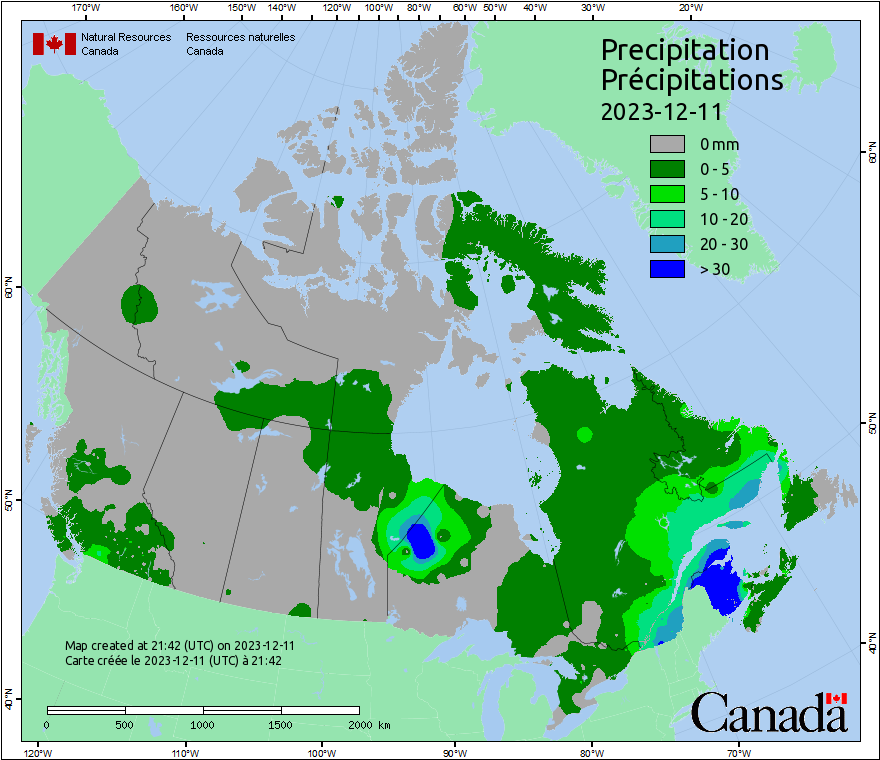 170°W 160°W 150°W 140°W 130°W 120°W 110°W 100°W 90°W 80°W 60°W 50°W 40°W 30°W 20°W
Natural Resources Ressources naturelles
Canada Canada
Precipitation
Précipitations
2023-12-11
0 mm
0 - 5
5 - 10
10 - 20
20 - 30
> 30
60°N
60°N
50°N
50°N
40°N
40°N
Map created at 21:42 (UTC) on 2023-12-11
Carte créée le 2023-12-11 (UTC) à 21:42
0 500 1000 1500 2000 km
Canada
120°W 110°W 100°W 90°W 80°W 70°W